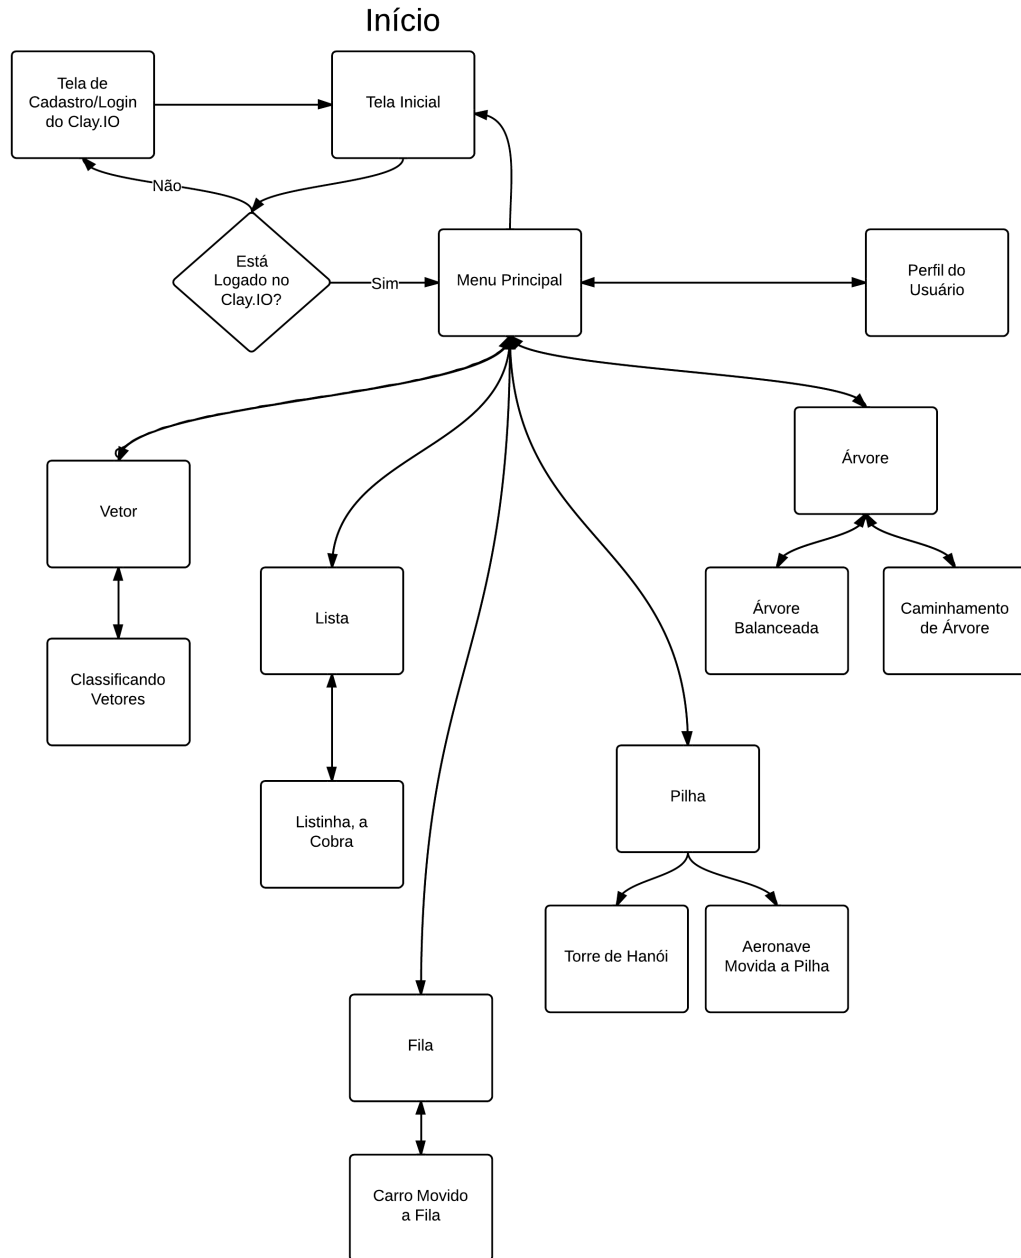 Início
Tela de
Cadastro/Login
do Clay.IO
Tela Inicial
Não
Está
Logado no
Clay.IO?
Sim
Menu Principal
Perfil do
Usuário
Vetor
Árvore
Lista
Árvore
Balanceada
Caminhamento
de Árvore
Classificando
Vetores
Listinha, a
Cobra
Pilha
Torre de Hanói
Aeronave
Movida a Pilha
Fila
Carro Movido
a Fila